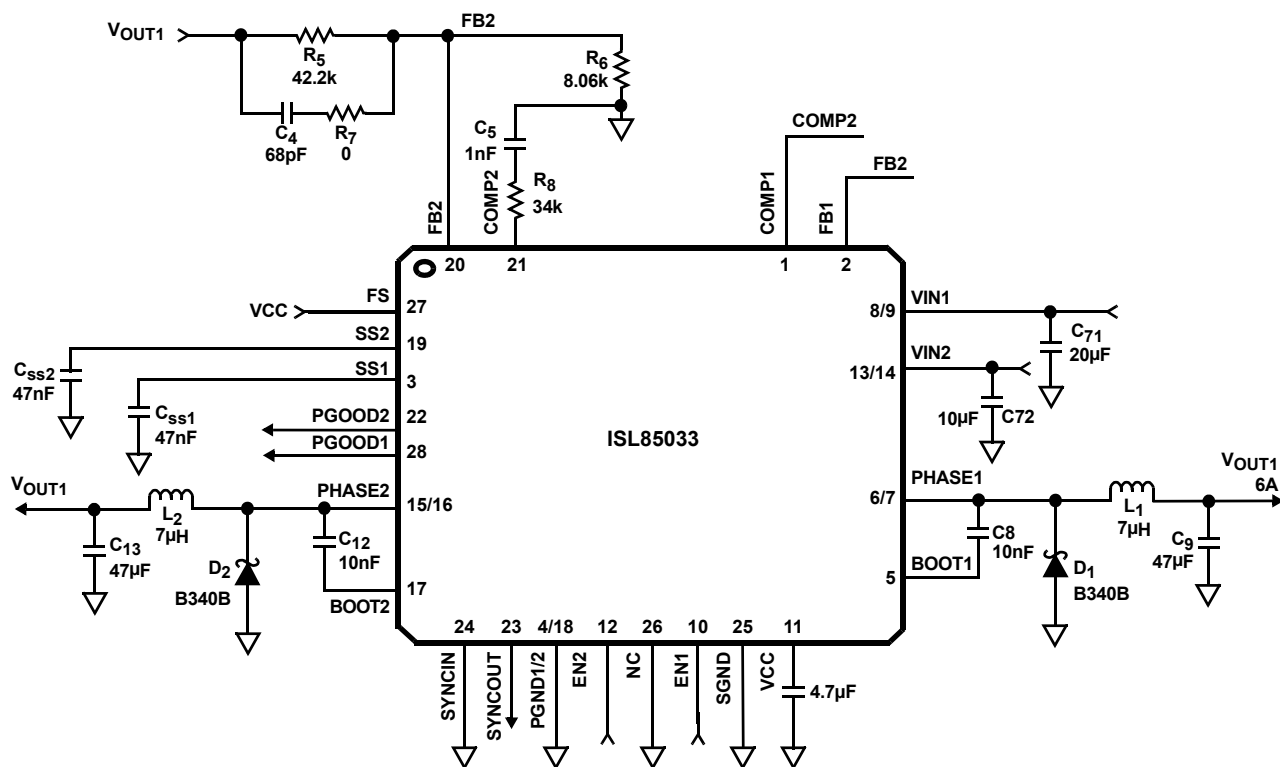 VOUT1
FB2
R5
42.2k
C4
68pF
R7
0
R6
8.06k
C5
1nF
R8
34k
COMP2
FB2
COMP2
FB2
COMP1
FB1
20
21
1
2
VCC
FS
27
SS2
19
CSS2
47nF
SS1
3
CSS1
47nF
PGOOD2
22
PGOOD1
28
ISL85033
8/9
VIN1
C71
20µF
13/14
VIN2
10µF
C72
VOUT1
L2
7µH
PHASE2
15/16
C13
47µF
D2
B340B
C12
10nF
17
BOOT2
6/7
PHASE1
VOUT1
6A
L1
7µH
C8
10nF
C9
47µF
5
BOOT1
D1
B340B
24
23
4/18
12
26
10
25
11
SYNCIN
SYNCOUT
PGND1/2
EN2
NC
EN1
SGND
VCC
4.7µF